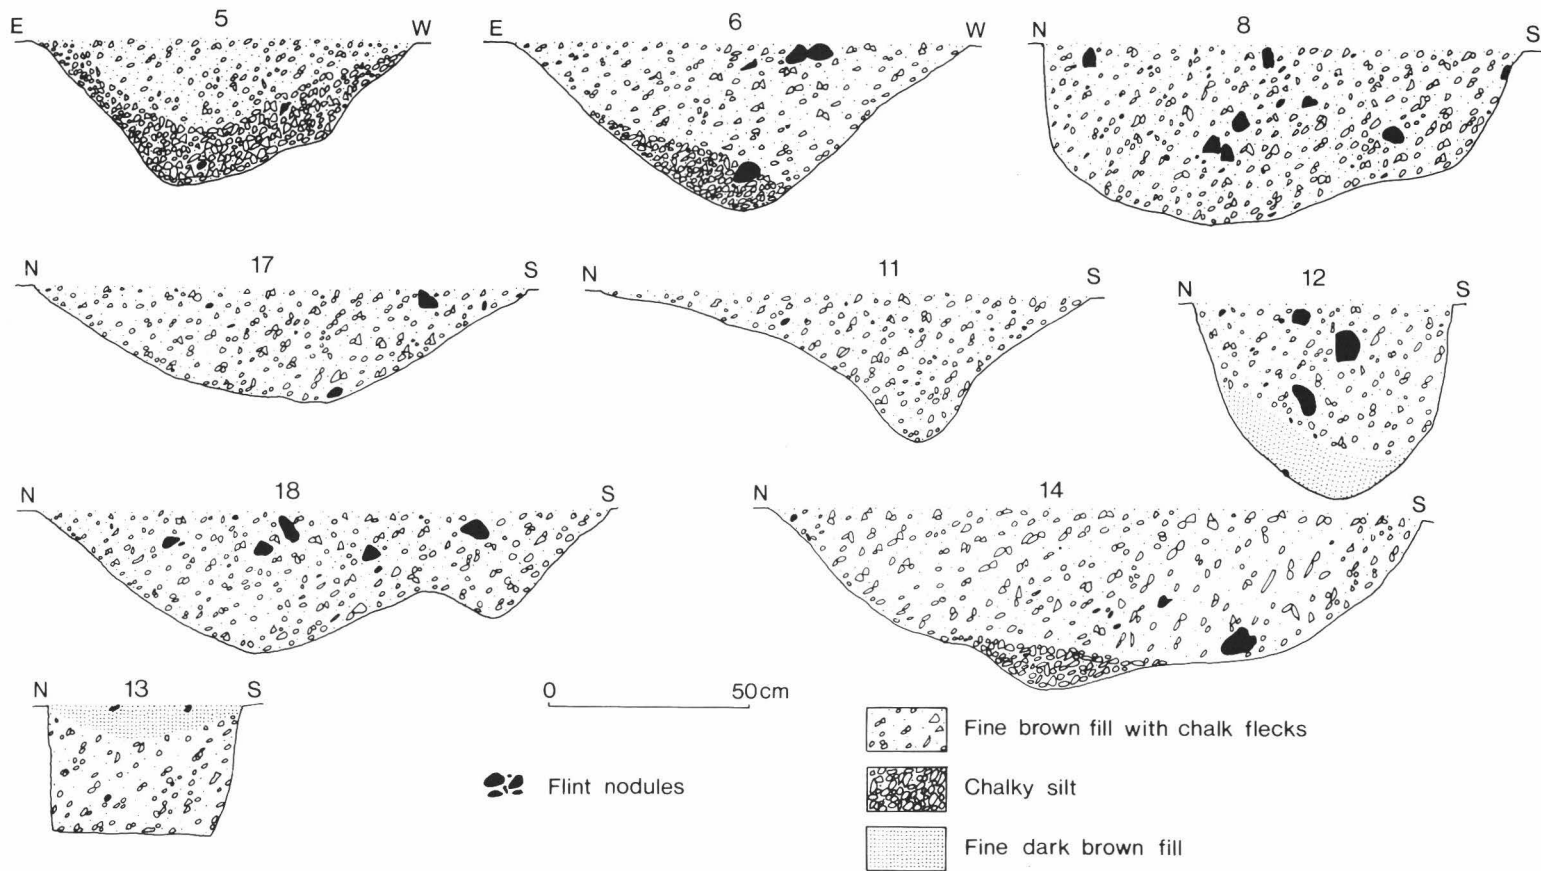 E 5 W
E 6 W
N 8 S
N 17 S
N 11 S
N 12 S
N 18 S
N 14 S
N 13 S
0 50cm
Flint nodules
Fine brown fill with chalk flecks
Chalky silt
Fine dark brown fill